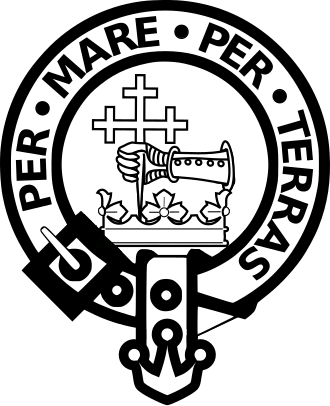 PER • MARE • PER • TERRAS